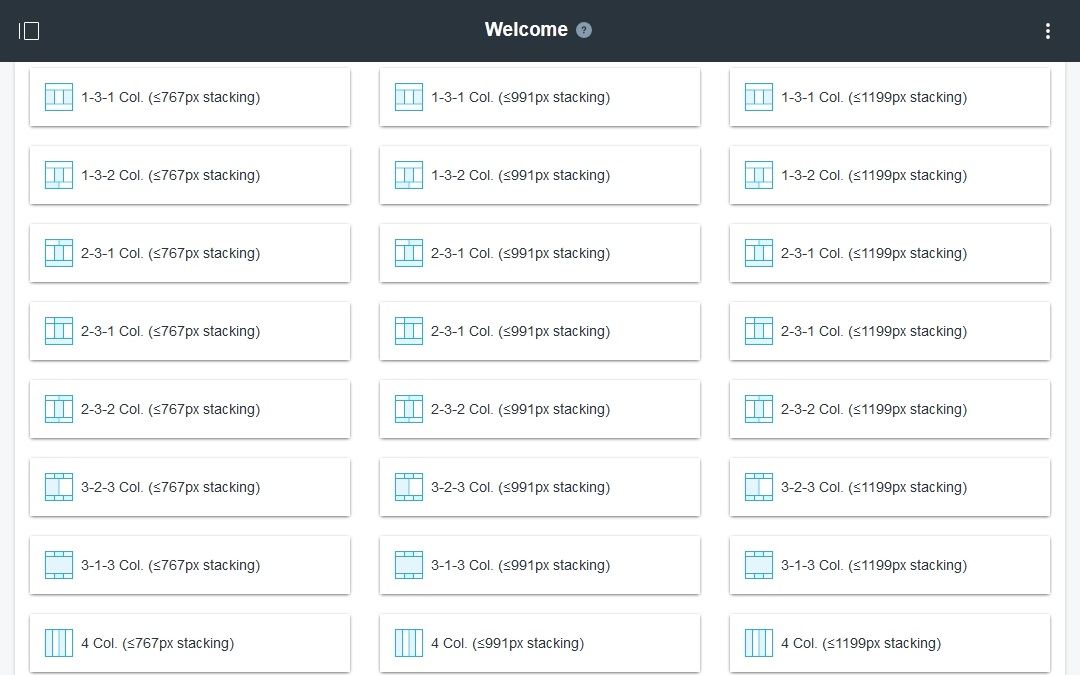 Welcome ?
1-3-1 Col. (≤767px stacking)
1-3-1 Col. (≤991px stacking)
1-3-1 Col. (≤1199px stacking)
1-3-2 Col. (≤767px stacking)
1-3-2 Col. (≤991px stacking)
1-3-2 Col. (≤1199px stacking)
2-3-1 Col. (≤767px stacking)
2-3-1 Col. (≤991px stacking)
2-3-1 Col. (≤1199px stacking)
2-3-1 Col. (≤767px stacking)
2-3-1 Col. (≤991px stacking)
2-3-1 Col. (≤1199px stacking)
2-3-2 Col. (≤767px stacking)
2-3-2 Col. (≤991px stacking)
2-3-2 Col. (≤1199px stacking)
3-2-3 Col. (≤767px stacking)
3-2-3 Col. (≤991px stacking)
3-2-3 Col. (≤1199px stacking)
3-1-3 Col. (≤767px stacking)
3-1-3 Col. (≤991px stacking)
3-1-3 Col. (≤1199px stacking)
4 Col. (≤767px stacking)
4 Col. (≤991px stacking)
4 Col. (≤1199px stacking)